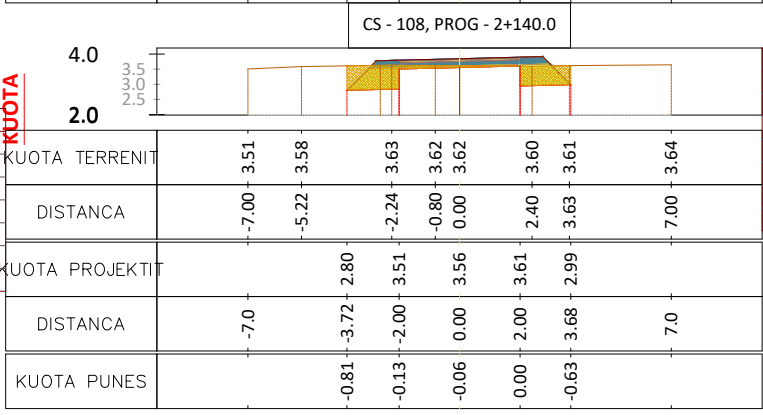 CS - 108, PROG - 2+140.0
4.0
3.5
3.0
2.5
2.0
KUOTA
KUOTA TERRENIT 3.51 3.58 3.63 3.62 3.62 3.60 3.61 3.64
DISTANCA -7.00 -5.22 -2.24 -0.80 0.00 2.40 3.63 7.00
KUOTA PROJEKTIT 2.80 3.51 3.56 3.61 2.99
DISTANCA -7.0 -3.72 -2.00 0.00 2.00 3.68 7.0
KUOTA PUNES -0.81 -0.13 -0.06 0.00 -0.63